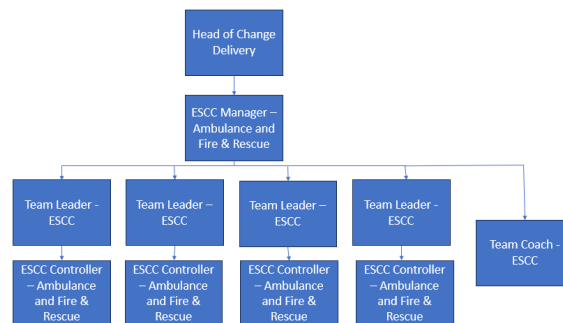 Head of Change
Delivery
ESCC Manager –
Ambulance and
Fire & Rescue
Team Leader -
ESCC
Team Leader –
ESCC
Team Leader –
ESCC
Team Leader -
ESCC
Team Coach -
ESCC
ESCC Controller
– Ambulance
and Fire &
Rescue
ESCC Controller
– Ambulance
and Fire &
Rescue
ESCC Controller
– Ambulance
and Fire &
Rescue
ESCC Controller
– Ambulance
and Fire &
Rescue